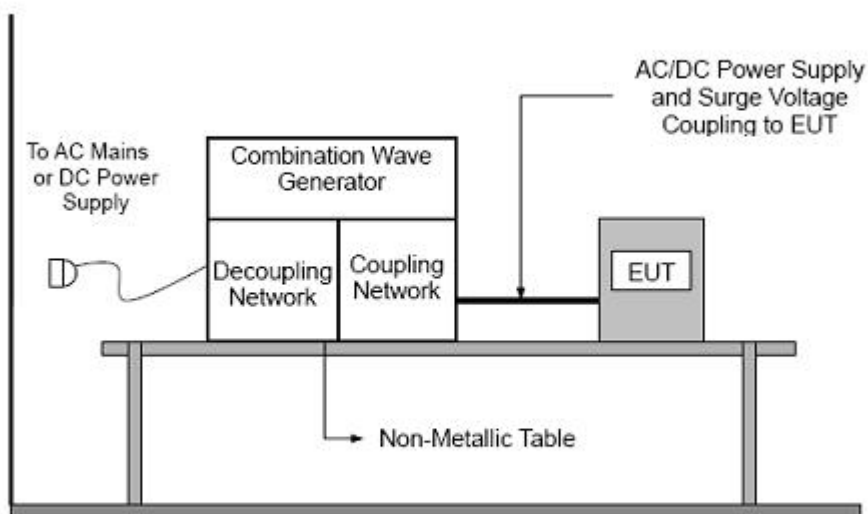 AC/DC Power Supply
and Surge Voltage
Coupling to EUT
To AC Mains
or DC Power
Supply
Combination Wave
Generator
Decoupling
Network
Coupling
Network
EUT
Non-Metallic Table